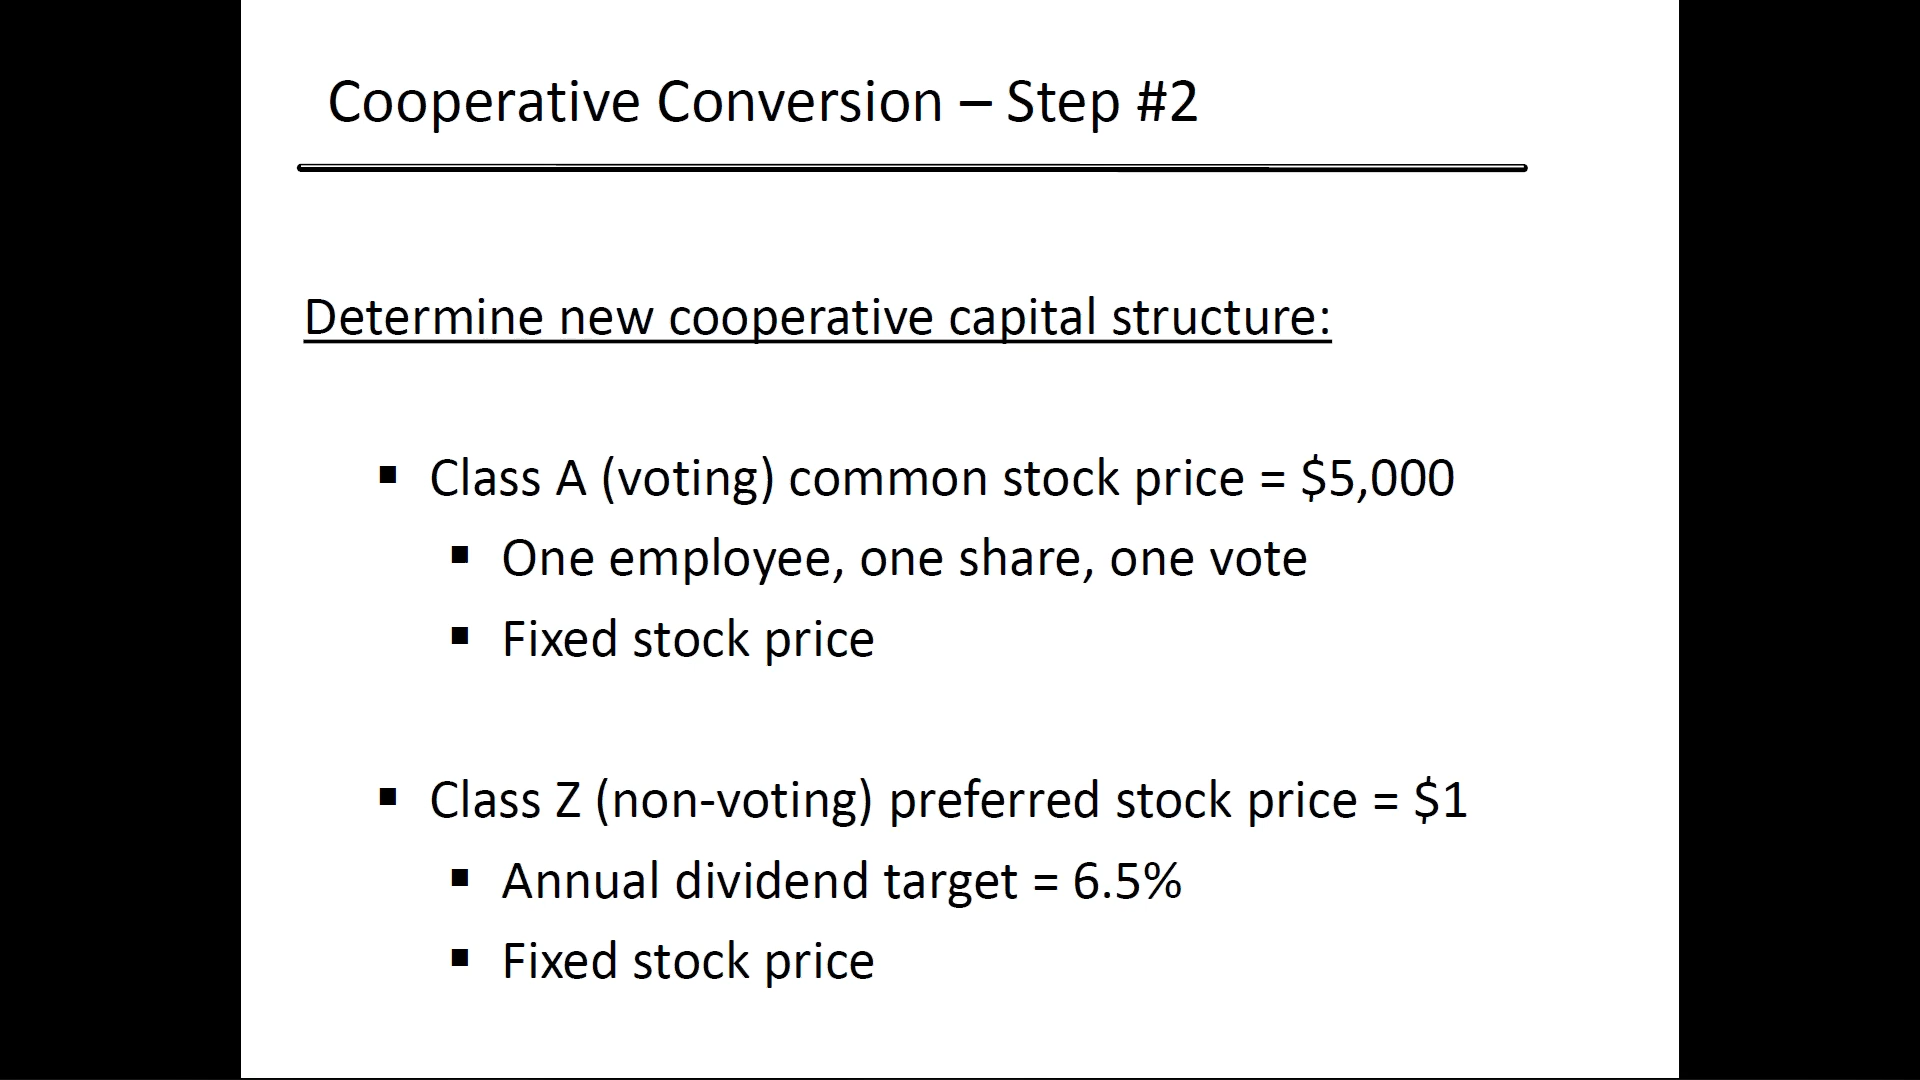 Cooperative Conversion – Step #2
Determine new cooperative capital structure:
▪ Class A (voting) common stock price = $5,000
▪ One employee, one share, one vote
▪ Fixed stock price
▪ Class Z (non-voting) preferred stock price = $1
▪ Annual dividend target = 6.5%
▪ Fixed stock price